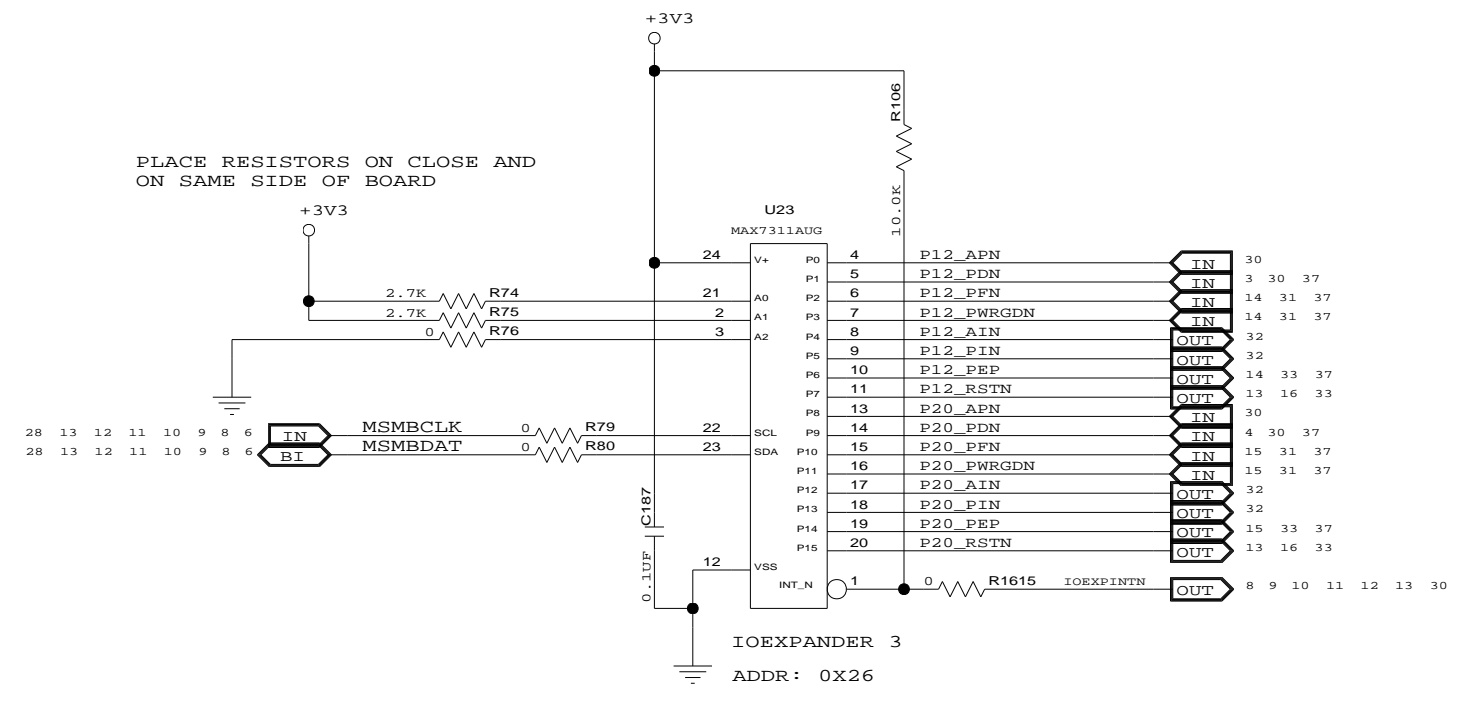 +3V3
R106
10.0K
PLACE RESISTORS ON CLOSE AND
ON SAME SIDE OF BOARD
+3V3
U23
MAX7311AUG
24 V+ P0 4 P12_APN IN 30
P1 5 P12_PDN IN 3 30 37
2.7K R74 21 A0 P2 6 P12_PFN IN 14 31 37
2.7K R75 2 A1 P3 7 P12_PWRGDN IN 14 31 37
0 R76 3 A2 P4 8 P12_AIN OUT 32
P5 9 P12_PIN OUT 32
P6 10 P12_PEP OUT 14 33 37
P7 11 P12_RSTN OUT 13 16 33
P8 13 P20_APN IN 30
28 13 12 11 10 9 8 6 IN MSMBCLK 0 R79 22 SCL P9 14 P20_PDN IN 4 30 37
28 13 12 11 10 9 8 6 BI MSMBDAT 0 R80 23 SDA P10 15 P20_PFN IN 15 31 37
P11 16 P20_PWRGDN IN 15 31 37
P12 17 P20_AIN OUT 32
P13 18 P20_PIN OUT 32
P14 19 P20_PEP OUT 15 33 37
P15 20 P20_RSTN OUT 13 16 33
C187
0.1UF
12 VSS
INT_N 1 0 R1615 IOEXPINTN OUT 8 9 10 11 12 13 30
IOEXPANDER 3
ADDR: 0X26